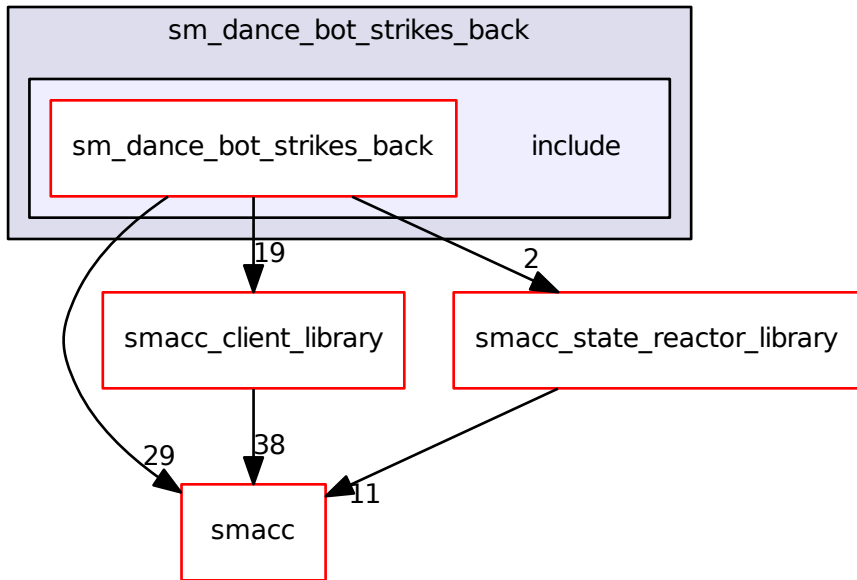 sm_dance_bot_strikes_back
sm_dance_bot_strikes_back
include
19
2
smacc_client_library
smacc_state_reactor_library
29
38
11
smacc